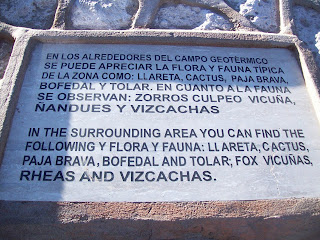 EN LOS ALREDEDORES DEL CAMPO GEOTÉRMICO
SE PUEDE APRECIAR LA FLORA Y FAUNA TÍPICA
DE LA ZONA COMO: LLARETA, CACTUS, PAJA BRAVA,
BOFEDAL Y TOLAR. EN CUANTO A LA FAUNA
SE OBSERVAN: ZORROS CULPEO VICUÑA,
ÑANDUES Y VIZCACHAS
IN THE SURROUNDING AREA YOU CAN FIND THE
FOLLOWING Y FLORA Y FAUNA: LLARETA, CACTUS,
PAJA BRAVA, BOFEDAL AND TOLAR; FOX VICUÑAS,
RHEAS AND VIZCACHAS.